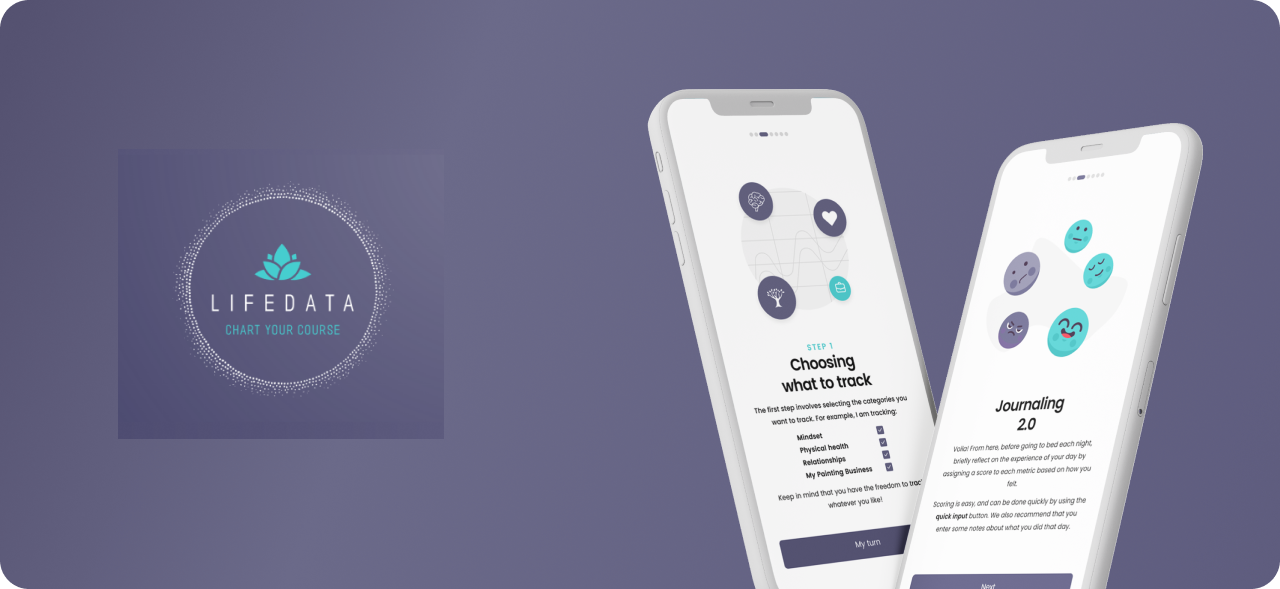 LIFEDATA
CHART YOUR COURSE
STEP 1
Choosing
what to track
The first step involves selecting the categories you
want to track. For example, I am tracking:
Mindset
Physical health
Relationships
My Painting Business
Keep in mind that you have the freedom to track
whatever you like!
My turn
Journaling
2.0
Voila! From here, before going to bed each night,
briefly reflect on the experience of your day by
assigning a score to each metric based on how you
felt.
Scoring is easy, and can be done quickly by using the
quick input button. We also recommend that you
enter some notes about what you did that day.
Next